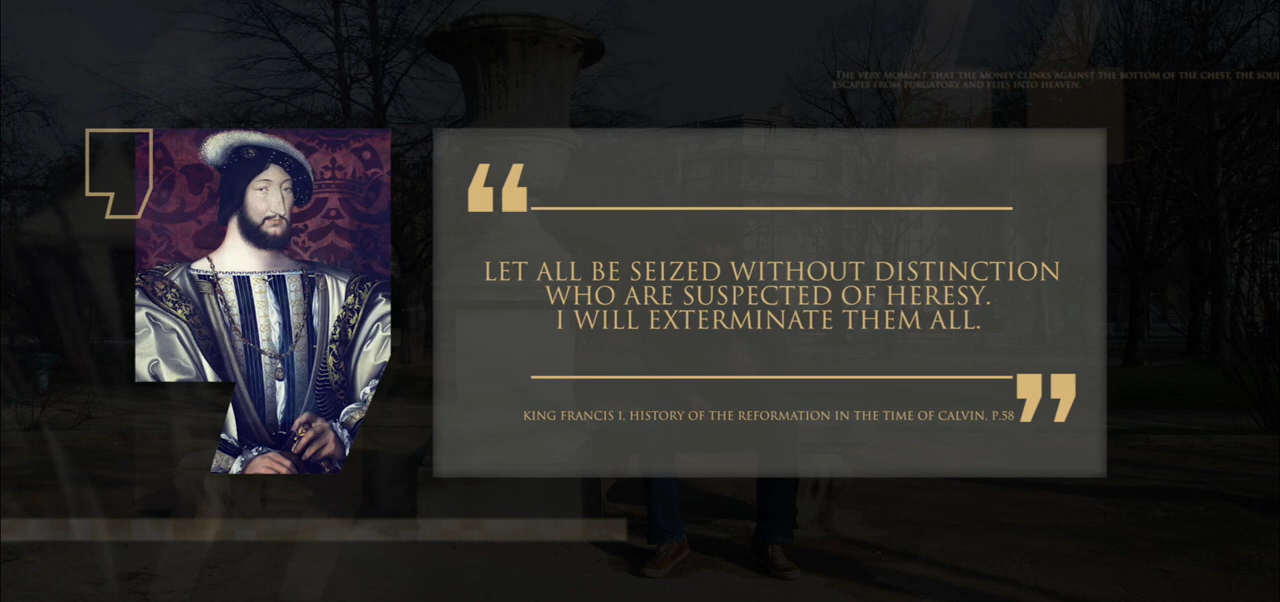 THE VERY MOMENT THAT THE MONEY CLINKS AGAINST THE BOTTOM OF THE CHEST, THE SOUL
ESCAPES FROM PURGATORY AND FLIES INTO HEAVEN.
“
LET ALL BE SEIZED WITHOUT DISTINCTION
WHO ARE SUSPECTED OF HERESY.
I WILL EXTERMINATE THEM ALL.
KING FRANCIS I. HISTORY OF THE REFORMATION IN THE TIME OF CALVIN, P.58
”